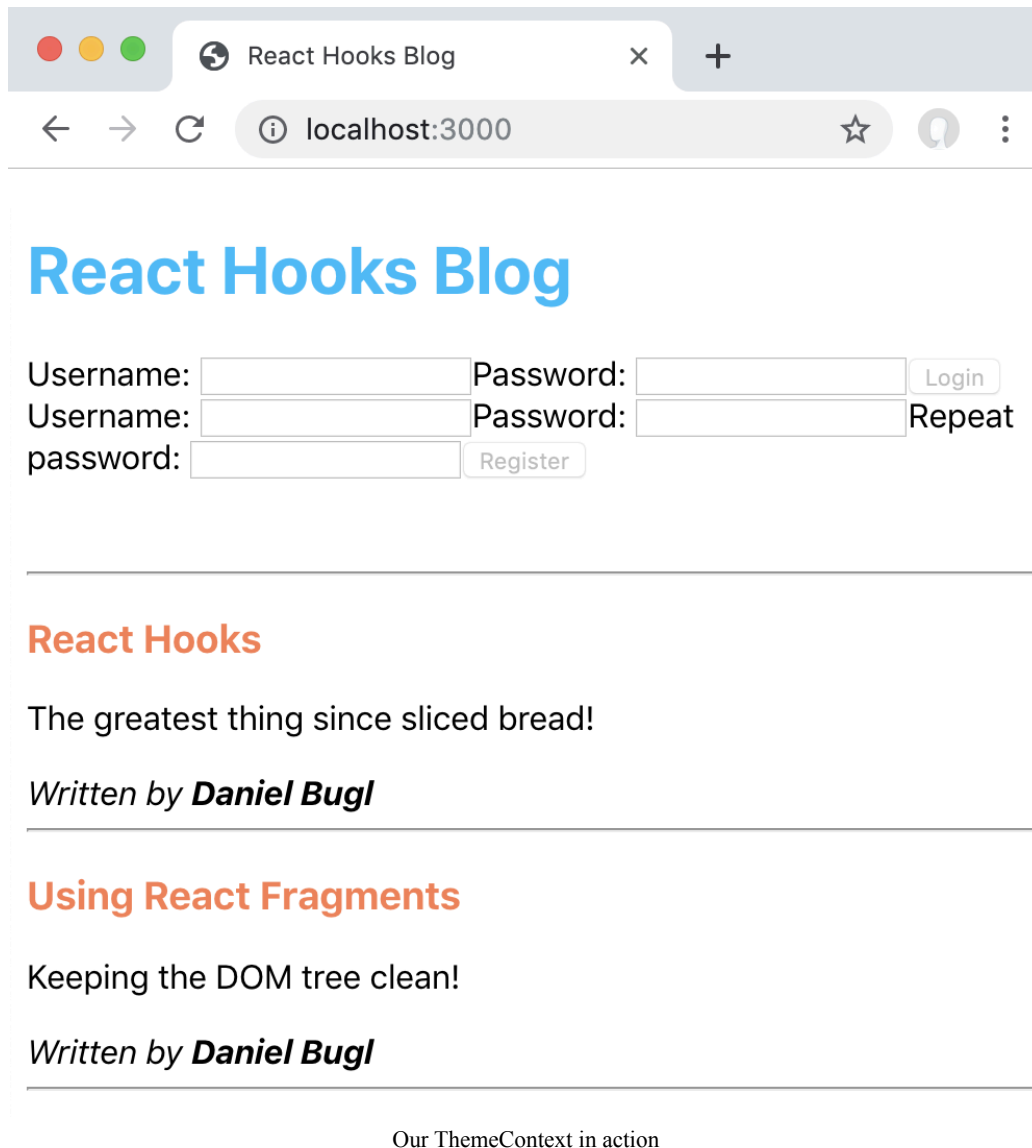 React Hooks Blog
localhost:3000
React Hooks Blog
Username: Password: Login
Username: Password: Repeat
password: Register
React Hooks
The greatest thing since sliced bread!
Written by Daniel Bugl
Using React Fragments
Keeping the DOM tree clean!
Written by Daniel Bugl
Our ThemeContext in action